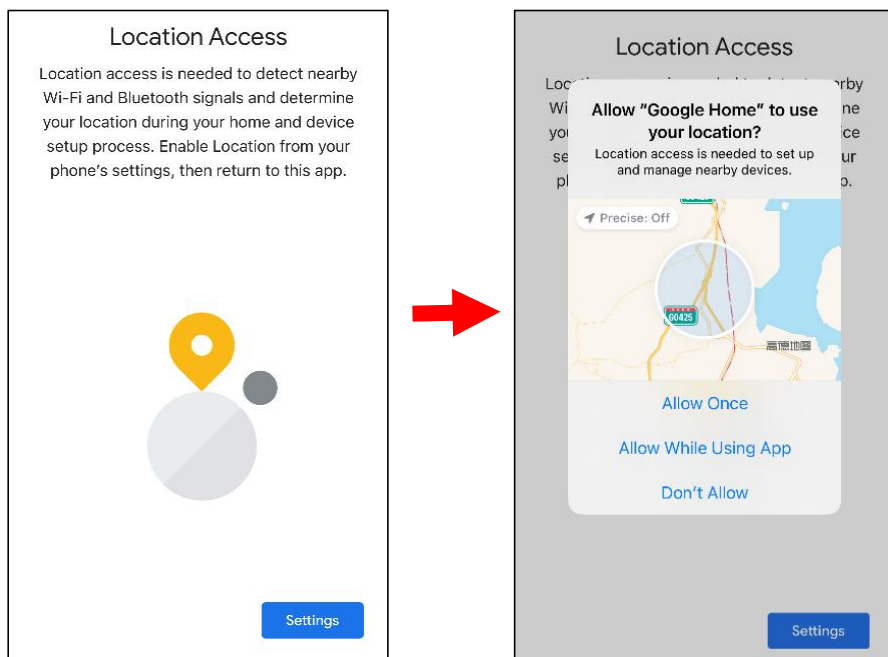 Location Access
Location access is needed to detect nearby
Wi-Fi and Bluetooth signals and determine
your location during your home and device
setup process. Enable Location from your
phone's settings, then return to this app.
Settings
Location Access
Allow “Google Home” to use
your location?
Location access is needed to set up
and manage nearby devices.
Precise: Off
G0425
高德地图
Allow Once
Allow While Using App
Don't Allow
Settings